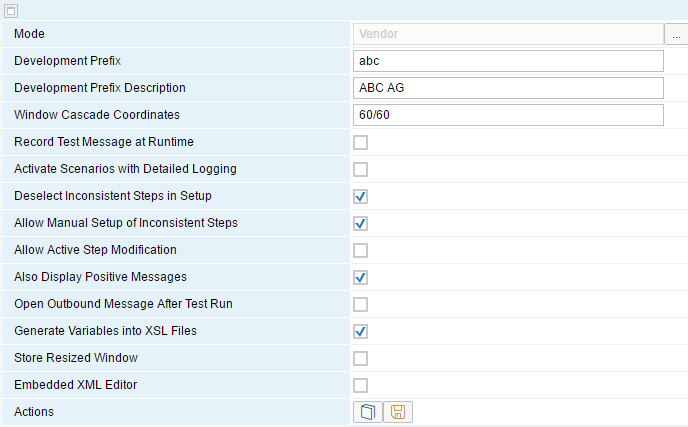 Mode Vendor ...
Development Prefix abc
Development Prefix Description ABC AG
Window Cascade Coordinates 60/60
Record Test Message at Runtime
Activate Scenarios with Detailed Logging
Deselect Inconsistent Steps in Setup
Allow Manual Setup of Inconsistent Steps
Allow Active Step Modification
Also Display Positive Messages
Open Outbound Message After Test Run
Generate Variables into XSL Files
Store Resized Window
Embedded XML Editor
Actions